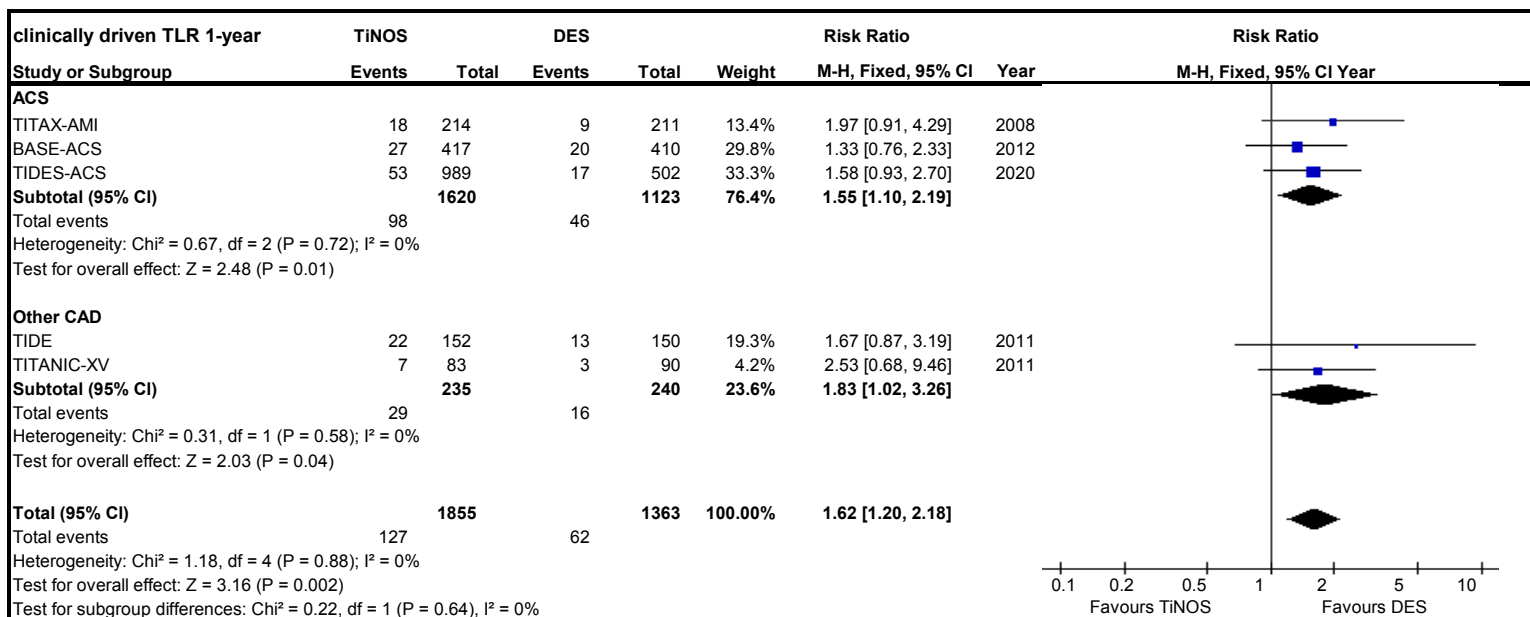 clinically driven TLR 1-year TiNOS DES Risk Ratio Risk Ratio
Study or Subgroup Events Total Events Total Weight M-H, Fixed, 95% CI Year M-H, Fixed, 95% CI Year
ACS
TITAX-AMI 18 214 9 211 13.4% 1.97 [0.91, 4.29] 2008
BASE-ACS 27 417 20 410 29.8% 1.33 [0.76, 2.33] 2012
TIDES-ACS 53 989 17 502 33.3% 1.58 [0.93, 2.70] 2020
Subtotal (95% CI) 1620 1123 76.4% 1.55 [1.10, 2.19]
Total events 98 46
Heterogeneity: Chi² = 0.67, df = 2 (P = 0.72); I² = 0%
Test for overall effect: Z = 2.48 (P = 0.01)
Other CAD
TIDE 22 152 13 150 19.3% 1.67 [0.87, 3.19] 2011
TITANIC-XV 7 83 3 90 4.2% 2.53 [0.68, 9.46] 2011
Subtotal (95% CI) 235 240 23.6% 1.83 [1.02, 3.26]
Total events 29 16
Heterogeneity: Chi² = 0.31, df = 1 (P = 0.58); I² = 0%
Test for overall effect: Z = 2.03 (P = 0.04)
Total (95% CI) 1855 1363 100.00% 1.62 [1.20, 2.18]
Total events 127 62
Heterogeneity: Chi² = 1.18, df = 4 (P = 0.88); I² = 0%
Test for overall effect: Z = 3.16 (P = 0.002)
Test for subgroup differences: Chi² = 0.22, df = 1 (P = 0.64), I² = 0%
0.1 0.2 0.5 1 2 5 10
Favours TiNOS Favours DES